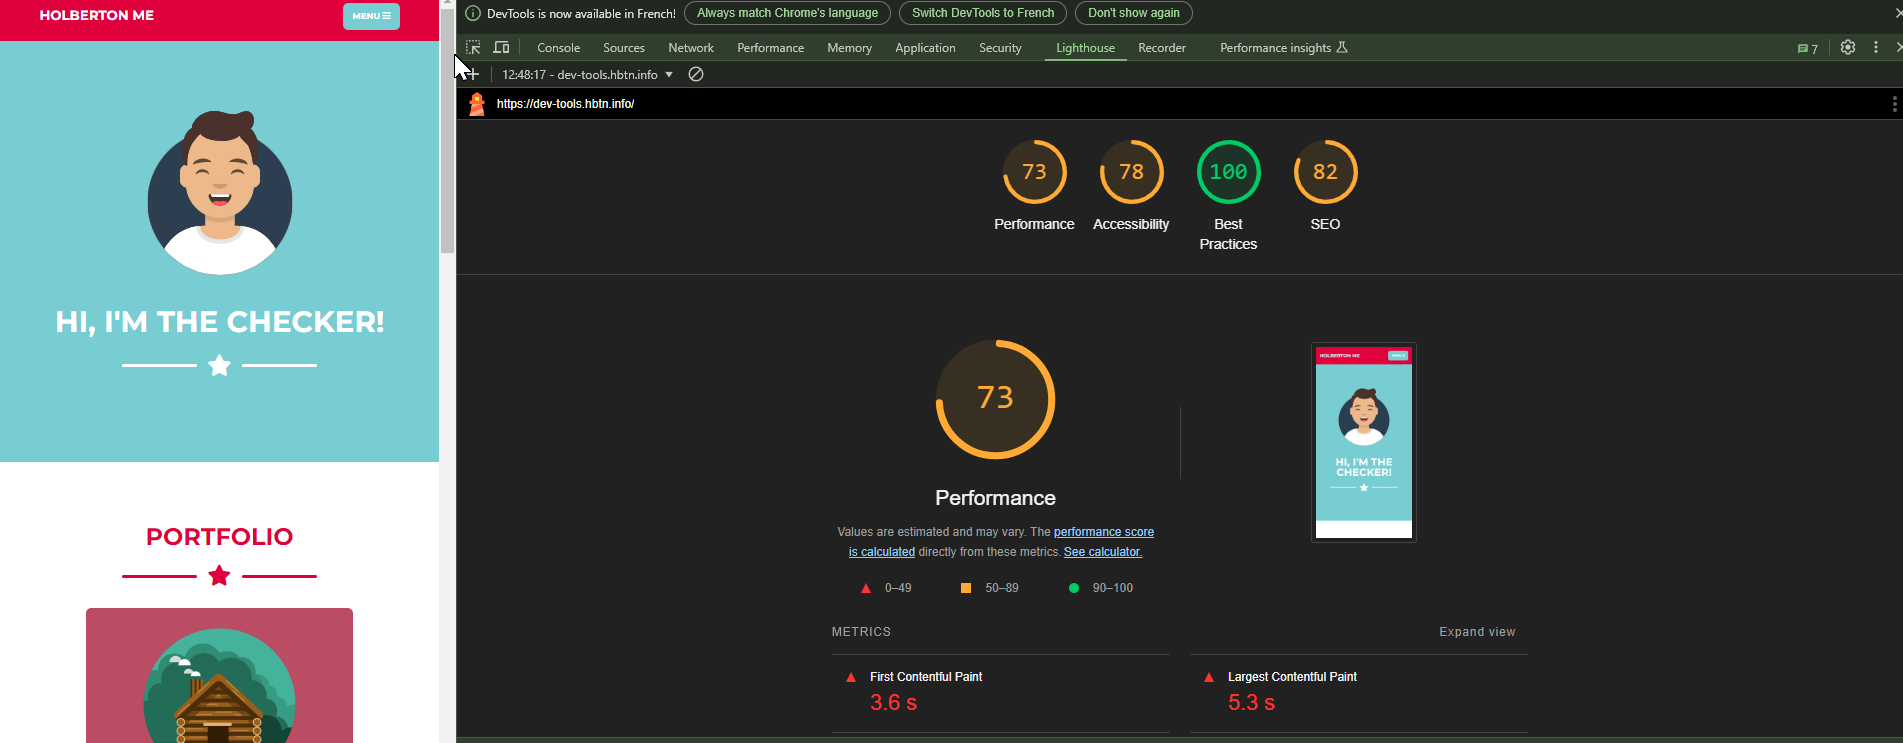 HOLBERTON ME
MENU
HI, I'M THE CHECKER!
PORTFOLIO
DevTools is now available in French! Always match Chrome's language Switch DevTools to French Don't show again
Console Sources Network Performance Memory Application Security Lighthouse Recorder Performance insights 7
12:48:17 - dev-tools.hbtn.info
https://dev-tools.hbtn.info/
73 78 100 82
Performance Accessibility Best Practices SEO
73
Performance
Values are estimated and may vary. The performance score
is calculated directly from these metrics. See calculator.
0–49 50–89 90–100
HOLBERTON ME
HI, I'M THE
CHECKER!
METRICS Expand view
First Contentful Paint Largest Contentful Paint
3.6 s 5.3 s